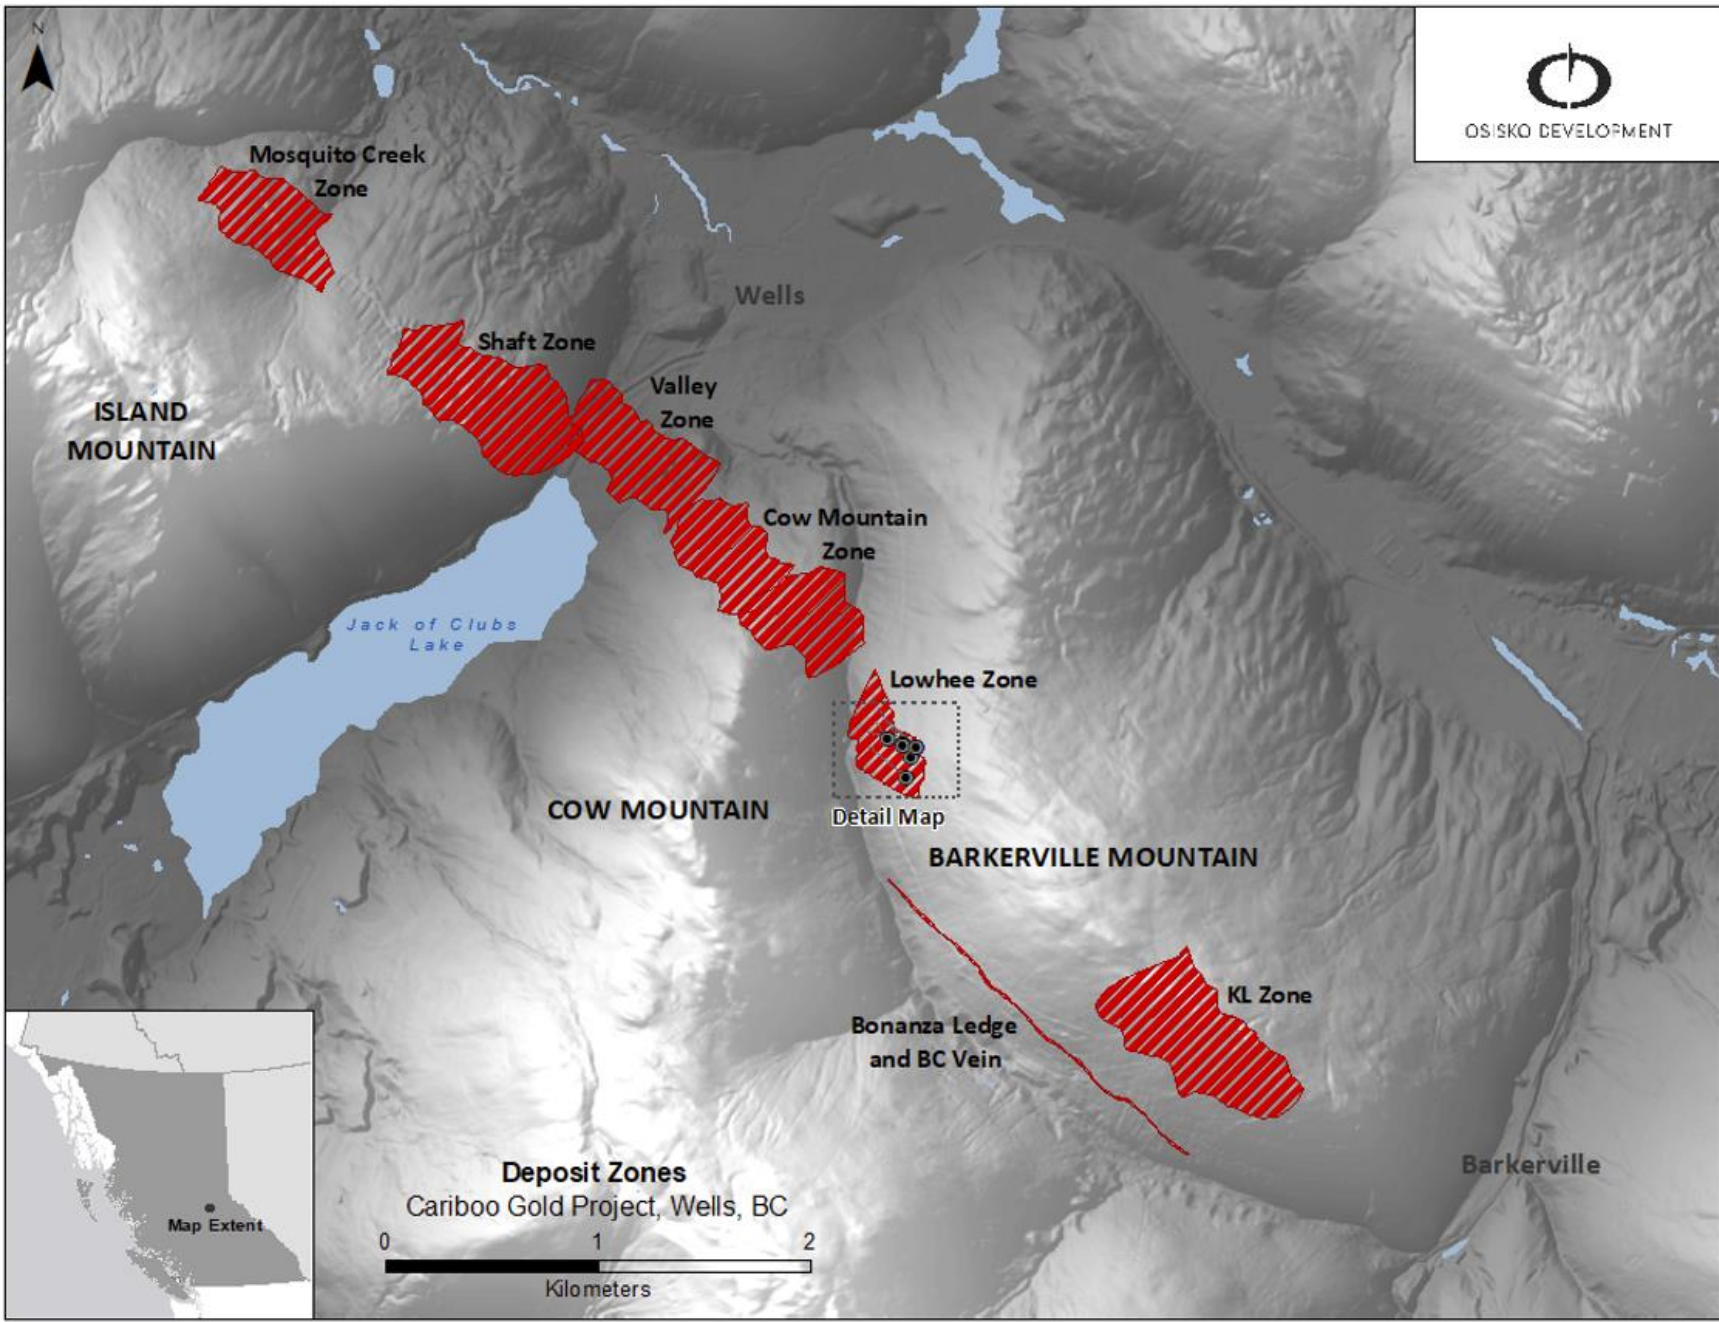 N
OSISKO DEVELOPMENT
Mosquito Creek
Zone
Wells
Shaft Zone
Valley
Zone
ISLAND
MOUNTAIN
Cow Mountain
Zone
Jack of Clubs
Lake
Lowhee Zone
COW MOUNTAIN
Detail Map
BARKERVILLE MOUNTAIN
KL Zone
Bonanza Ledge
and BC Vein
Barkerville
Map Extent
Deposit Zones
Cariboo Gold Project, Wells, BC
0 1 2
Kilometers